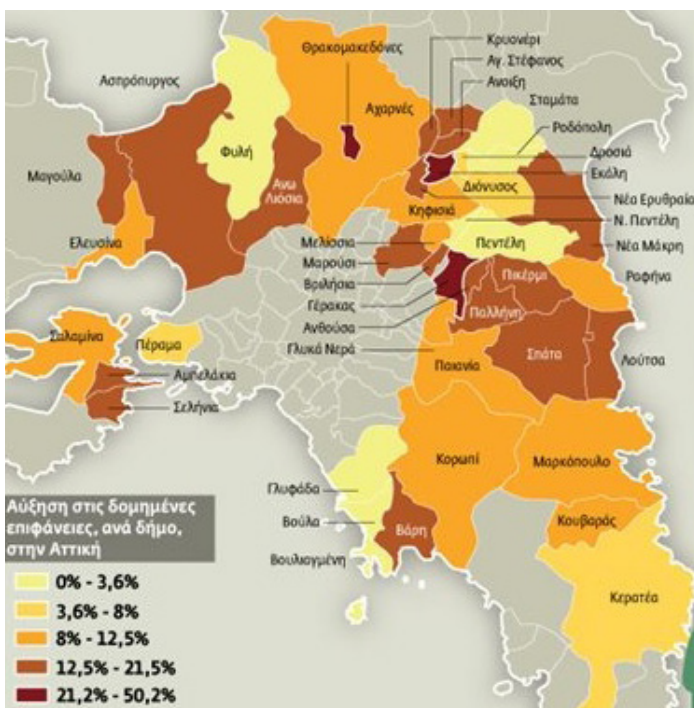 Θρακομακεδόνες
Κρυονέρι
Αγ. Στέφανος
Ανοιξη
Ασπρόπυργος
Αχαρνές
Σταμάτα
Ροδόπολη
Φυλή
Δροσιά
Εκάλη
Μαγούλα
Ανω
Λιόσια
Διόνυσος
Νέα Ερυθραία
Κηφισιά
Ν. Πεντέλη
Ελευσίνα
Μελίσσια
Πεντέλη
Νέα Μάκρη
Μαρούσι
Βριλήσια
Πικέρμι
Ραφήνα
Γέρακας
Παλλήνη
Σαλαμίνα
Ανθούσα
Πέραμα
Γλυκά Νερά
Σπάτα
Λούτσα
Παιανία
Αμπελάκια
Σελήνια
Κορωπί
Μαρκόπουλο
Γλυφάδα
Κουβαράς
Βούλα
Βάρη
Βουλιαγμένη
Κερατέα
Αύξηση στις δομημένες
επιφάνειες, ανά δήμο,
στην Αττική
0% - 3,6%
3,6% - 8%
8% - 12,5%
12,5% - 21,5%
21,2% - 50,2%